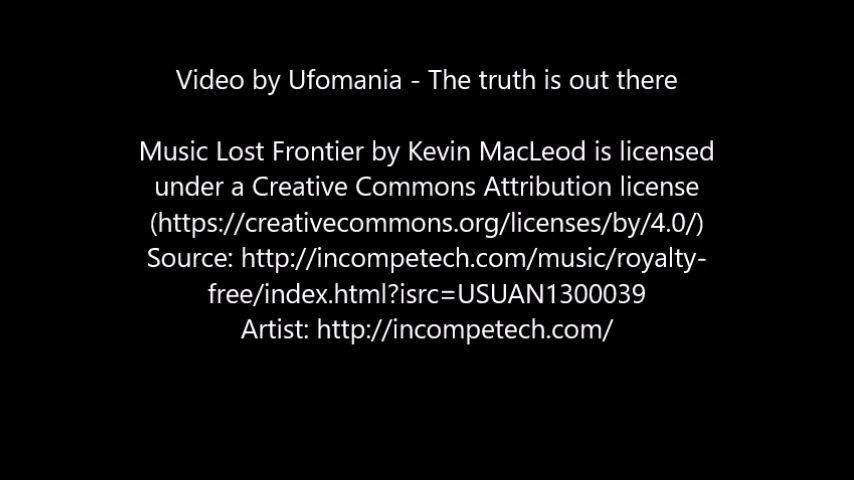 Video by Ufomania - The truth is out there
Music Lost Frontier by Kevin MacLeod is licensed
under a Creative Commons Attribution license
(https://creativecommons.org/licenses/by/4.0/)
Source: http://incompetech.com/music/royalty-
free/index.html?isrc=USUAN1300039
Artist: http://incompetech.com/